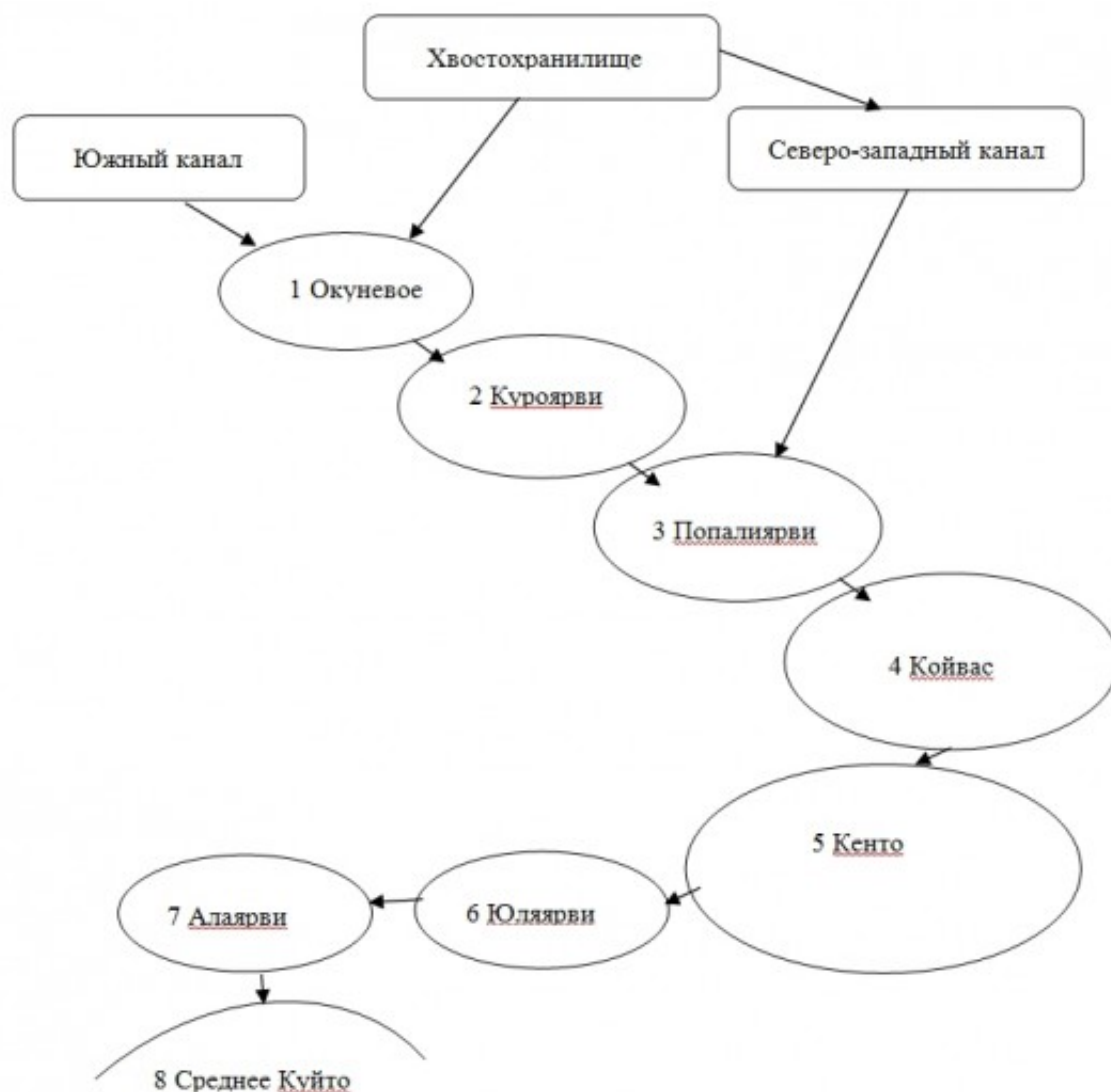 Хвостохранилище
Южный канал
Северо-западный канал
1 Окуневое
2 Куроярви
3 Попалиярви
4 Койвас
5 Кенто
6 Юляярви
7 Алаярви
8 Среднее Куйто